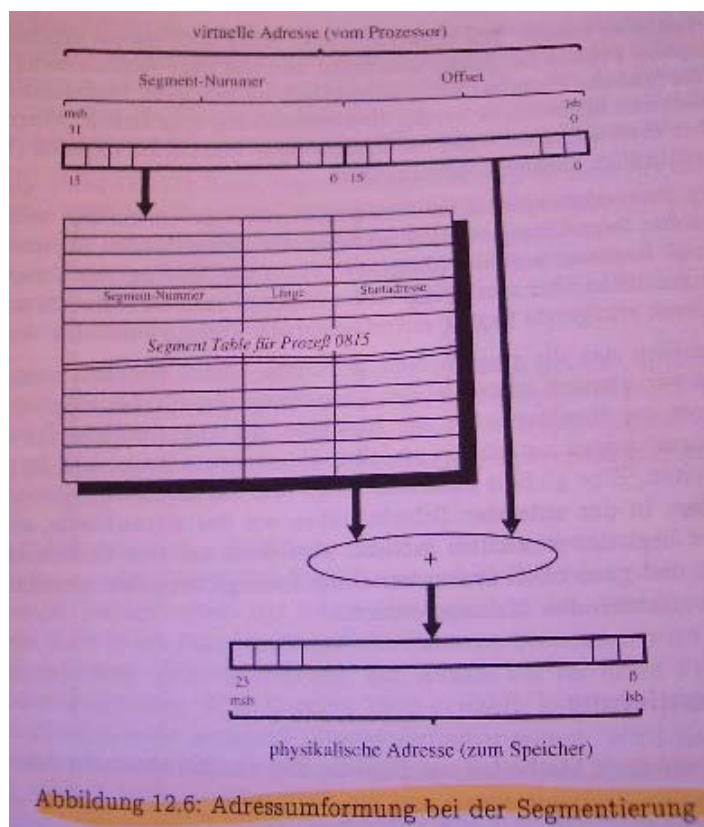 virtuelle Adresse (vom Prozessor)
Segment-Nummer Offset
msb lsb
31 0
15 0 15 0
Segment-Nummer Länge Startadresse
Segment Table für Prozeß 0815
+
23 0
msb lsb
physikalische Adresse (zum Speicher)
Abbildung 12.6: Adressumformung bei der Segmentierung